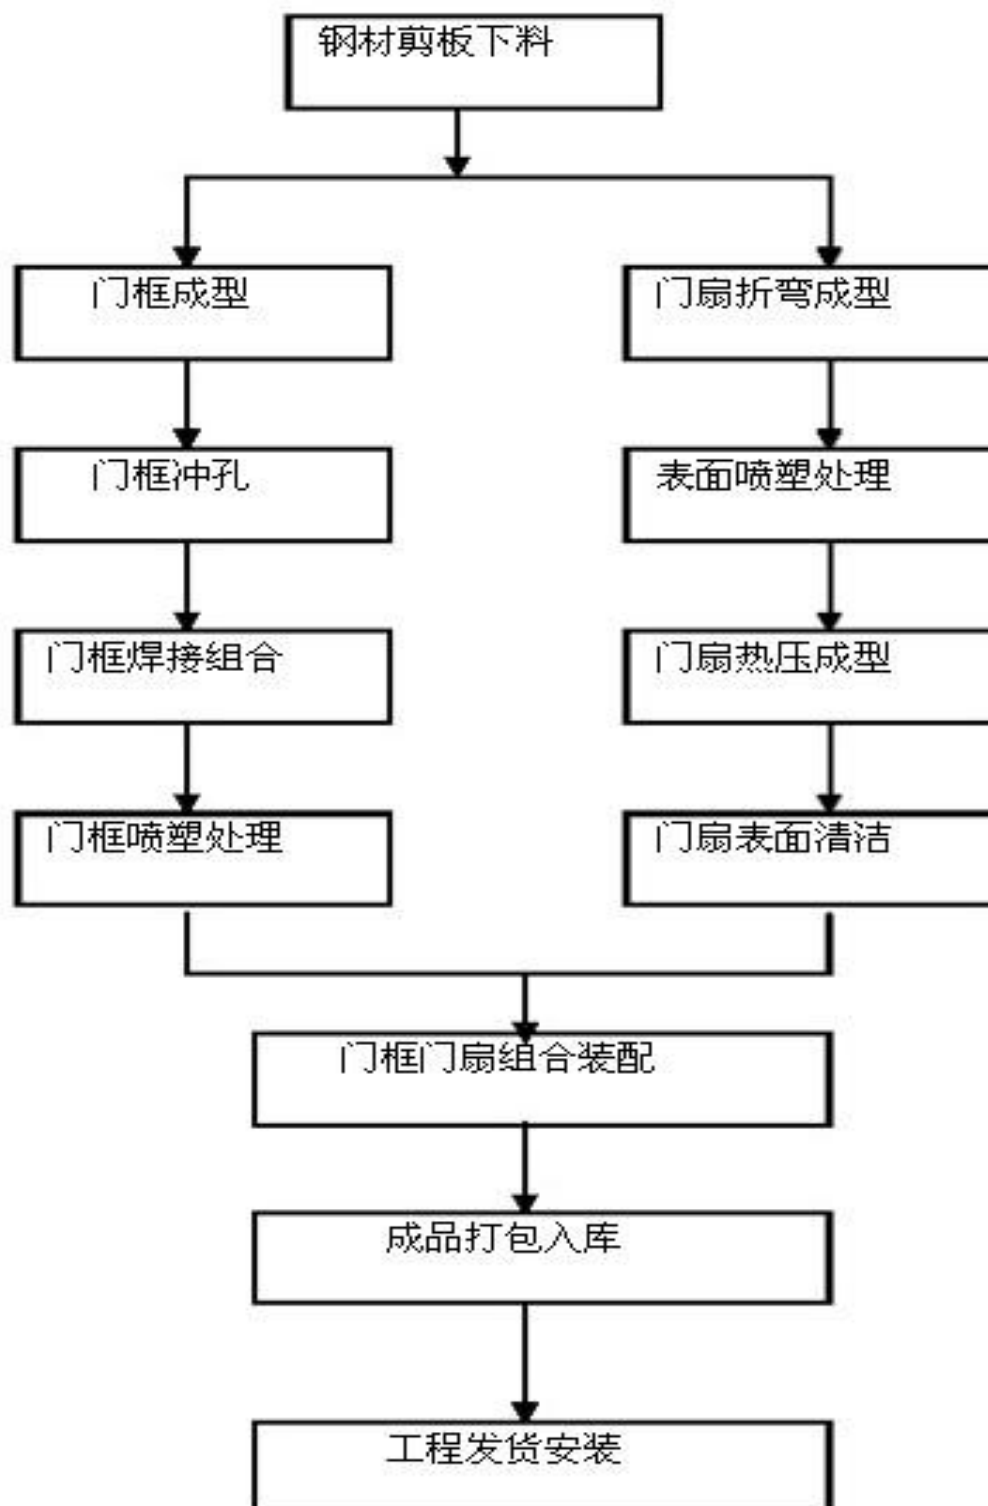 钢材剪板下料
门框成型
门扇折弯成型
门框冲孔
表面喷塑处理
门框焊接组合
门扇热压成型
门框喷塑处理
门扇表面清洁
门框门扇组合装配
成品打包入库
工程发货安装